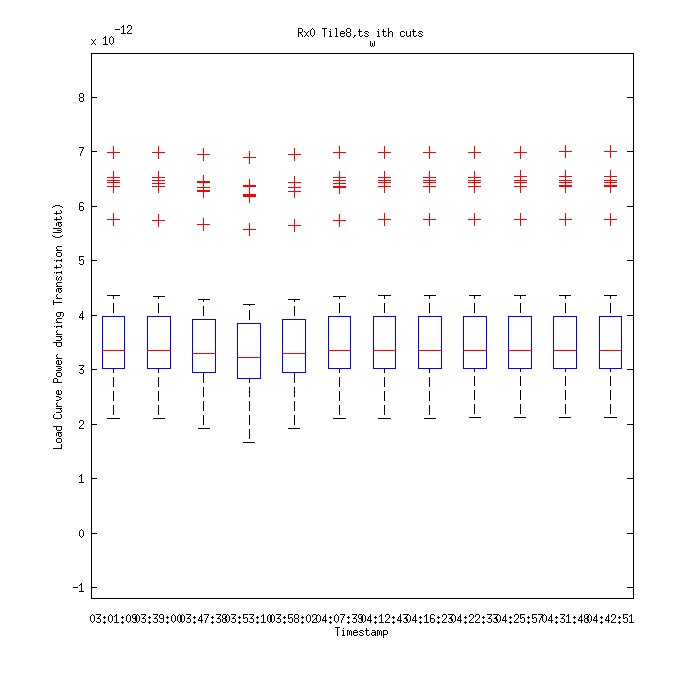 Rx0 Tile8,ts ith cuts
w
x 10-12
8
7
6
5
4
3
2
1
0
-1
Load Curve Power during Transition (Watt)
03:01:09 03:39:00 03:47:38 03:53:10 03:58:02 04:07:39 04:12:43 04:16:23 04:22:33 04:25:57 04:31:48 04:42:51
Timestamp